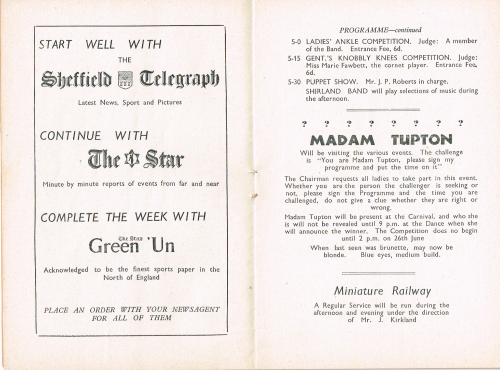 START WELL WITH
THE
Sheffield Telegraph
Latest News, Sport and Pictures
CONTINUE WITH
The Star
Minute by minute reports of events from far and near
COMPLETE THE WEEK WITH
The Star
Green 'Un
Acknowledged to be the finest sports paper in the
North of England
PLACE AN ORDER WITH YOUR NEWSAGENT
FOR ALL OF THEM
PROGRAMME—continued
5-0 LADIES' ANKLE COMPETITION. Judge: A member
of the Band. Entrance Fee, 6d.
5-15 GENT.'S KNOBBLY KNEES COMPETITION. Judge:
Miss Marie Fawbett, the cornet player. Entrance Fee,
6d.
5-30 PUPPET SHOW. Mr. J. P. Roberts in charge.
SHIRLAND BAND will play selections of music during
the afternoon.
? ? ? ? ? ? ? ? ?
MADAM TUPTON
Will be visiting the various events. The challenge
is "You are Madam Tupton, please sign my
programme and put the time on it"
The Chairman requests all ladies to take part in this event.
Whether you are the person the challenger is seeking or
not, please sign the Programme and the time you are
challenged, do not give a clue whether they are right or
wrong.
Madam Tupton will be present at the Carnival, and who she
is will not be revealed until 9 p.m. at the Dance when she
will announce the winner. The Competition does no begin
until 2 p.m. on 26th June
When last seen was brunette, may now be
blonde. Blue eyes, medium build.
Miniature Railway
A Regular Service will be run during the
afternoon and evening under the direction
of Mr. J. Kirkland